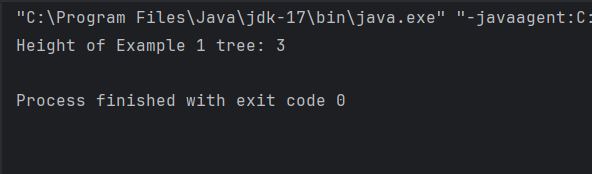 "C:\Program Files\Java\jdk-17\bin\java.exe" "-javaagent:C:
Height of Example 1 tree: 3
Process finished with exit code 0